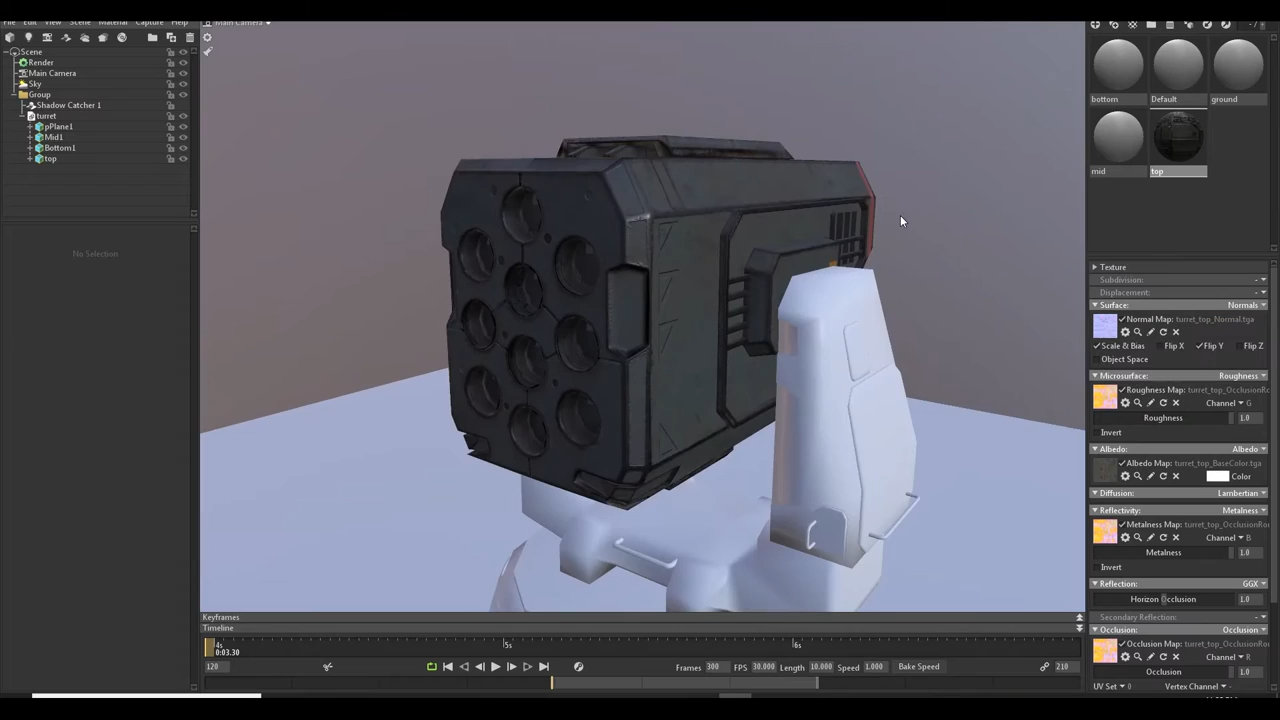 File Edit View Scene Material Capture Help
Main Camera
Scene
Render
Main Camera
Sky
Group
Shadow Catcher 1
turret
pPlane1
Mid1
Bottom1
top
No Selection
bottom Default ground
mid top
Texture
Subdivision:
Displacement:
Surface: Normals
Normal Map: turret_top_Normal.tga
Scale & Bias Flip X Flip Y Flip Z
Object Space
Microsurface: Roughness
Roughness Map: turret_top_OcclusionRo
Channel G
Roughness 1.0
Invert
Albedo: Albedo
Albedo Map: turret_top_BaseColor.tga
Color
Diffusion: Lambertian
Reflectivity: Metalness
Metalness Map: turret_top_OcclusionRo
Channel B
Metalness 1.0
Invert
Reflection: GGX
Horizon Occlusion 1.0
Secondary Reflection:
Occlusion: Occlusion
Occlusion Map: turret_top_OcclusionRo
Channel R
Occlusion 1.0
UV Set 0 Vertex Channel
Keyframes
Timeline
4s 5s 6s
0:03.30
120 Frames 300 FPS 30.000 Length 10.000 Speed 1.000 Bake Speed 210